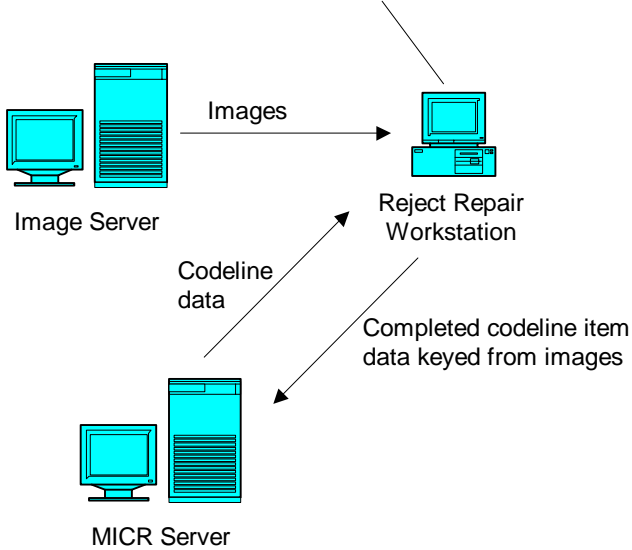 Images
Image Server
Reject Repair
Workstation
Codeline
data
Completed codeline item
data keyed from images
MICR Server